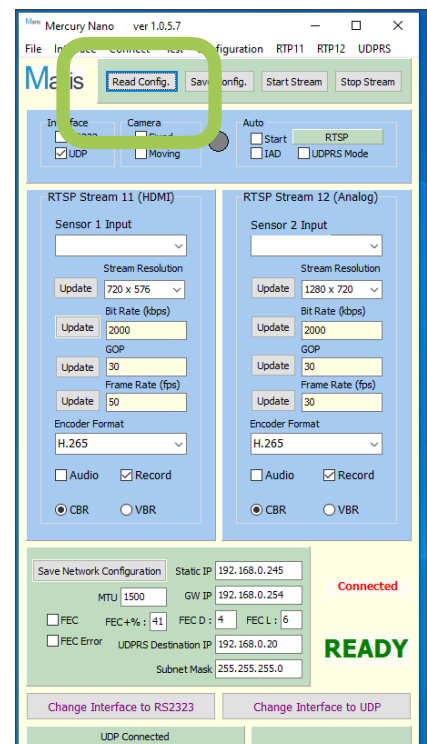 Maris Mercury Nano ver 1.0.5.7
File Connect Test RTP11 RTP12 UDPRS
Maris Read Config. Start Stream Stop Stream
Camera Auto
Start RTSP
UDP Moving IAD UDPRS Mode
RTSP Stream 11 (HDMI) RTSP Stream 12 (Analog)
Sensor 1 Input Sensor 2 Input
Stream Resolution Stream Resolution
Update 720 x 576 Update 1280 x 720
Bit Rate (kbps) Bit Rate (kbps)
Update 2000 Update 2000
GOP GOP
Update 30 Update 30
Frame Rate (fps) Frame Rate (fps)
Update 50 Update 30
Encoder Format Encoder Format
H.265 H.265
Audio Record Audio Record
CBR VBR CBR VBR
Save Network Configuration Static IP 192.168.0.245
Connected
MTU 1500 GW IP 192.168.0.254
FEC FEC+% : 41 FEC D : 4 FEC L : 6
FEC Error UDPRS Destination IP 192.168.0.20
READY
Subnet Mask 255.255.255.0
Change Interface to RS2323 Change Interface to UDP
UDP Connected